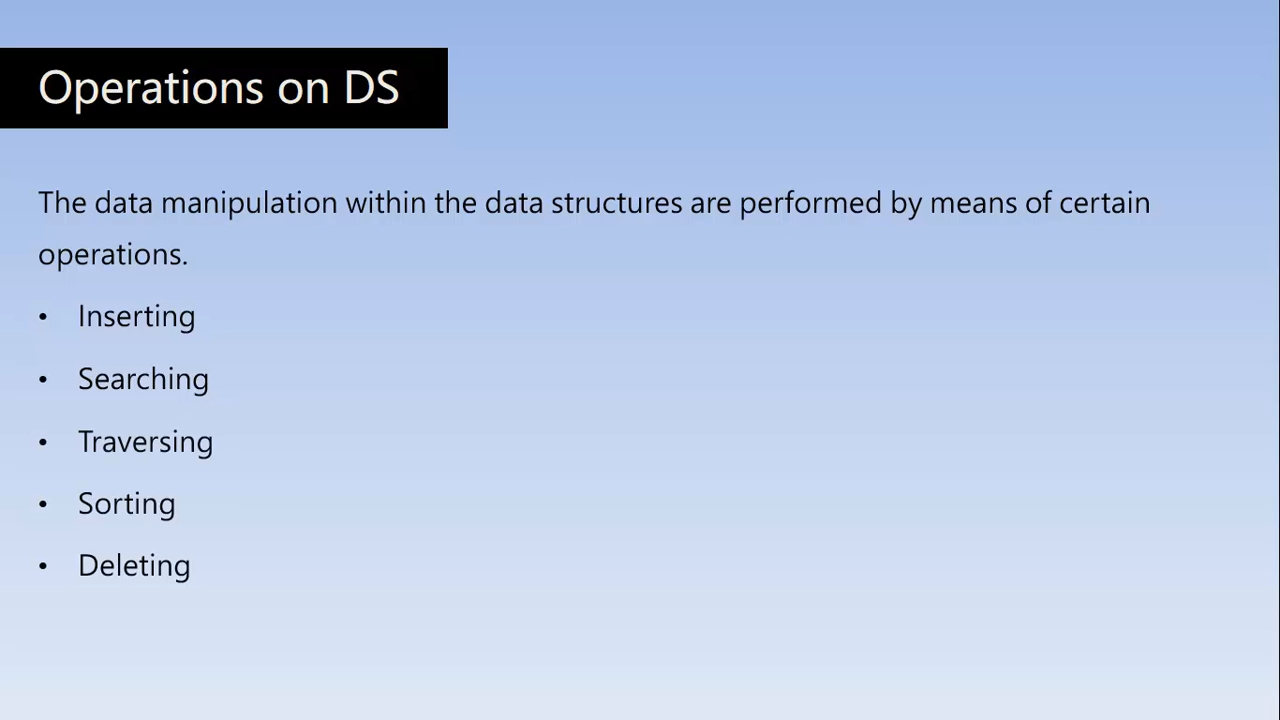 Operations on DS
The data manipulation within the data structures are performed by means of certain
operations.
• Inserting
• Searching
• Traversing
• Sorting
• Deleting